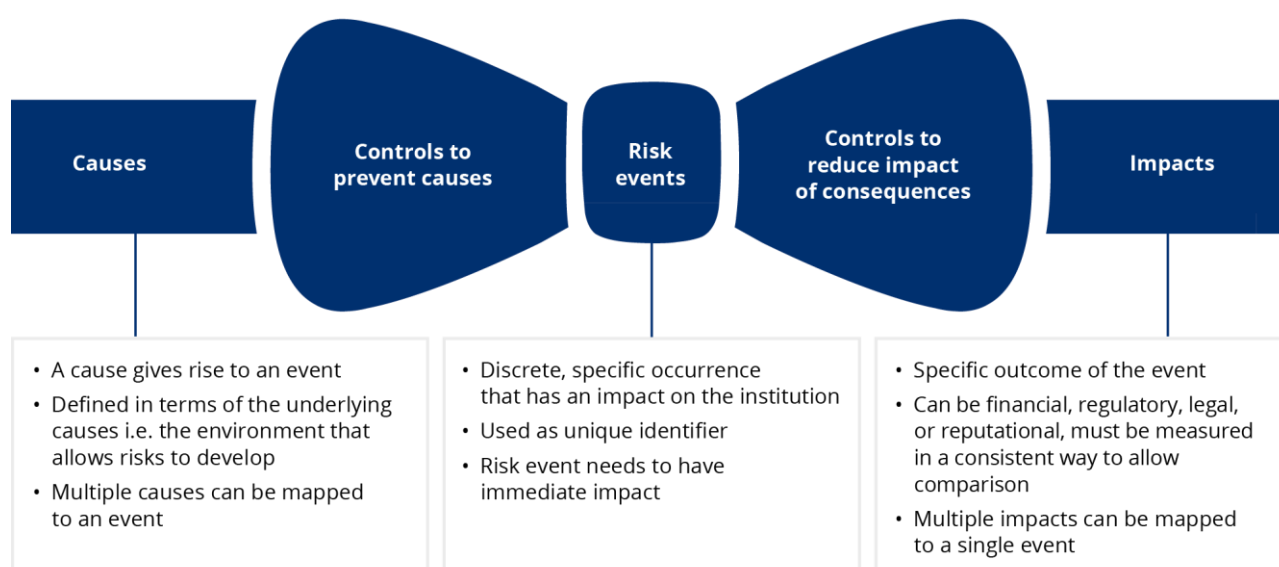 Causes
Controls to
prevent causes
Risk
events
Controls to
reduce impact
of consequences
Impacts
• A cause gives rise to an event
• Defined in terms of the underlying
causes i.e. the environment that
allows risks to develop
• Multiple causes can be mapped
to an event
• Discrete, specific occurrence
that has an impact on the institution
• Used as unique identifier
• Risk event needs to have
immediate impact
• Specific outcome of the event
• Can be financial, regulatory, legal,
or reputational, must be measured
in a consistent way to allow
comparison
• Multiple impacts can be mapped
to a single event